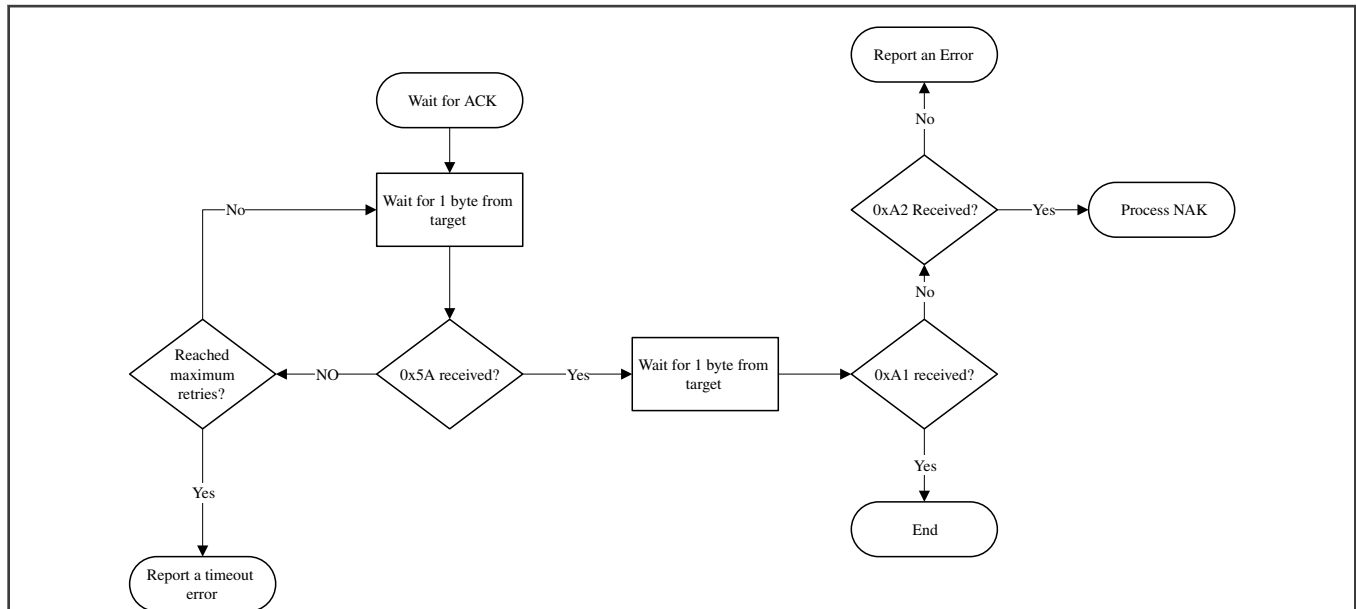 Report an Error
Wait for ACK
No
Wait for 1 byte from
target
No
0xA2 Received?
Yes
Process NAK
No
Reached
maximum
retries?
NO
0x5A received?
Yes
Wait for 1 byte from
target
0xA1 received?
Yes
Yes
End
Report a timeout
error